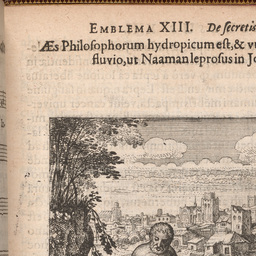 EMBLEMA XIII. De secretis
Æs Philosophorum hydropicum est, & vu
fluvio, ut Naaman leprosus in Jo